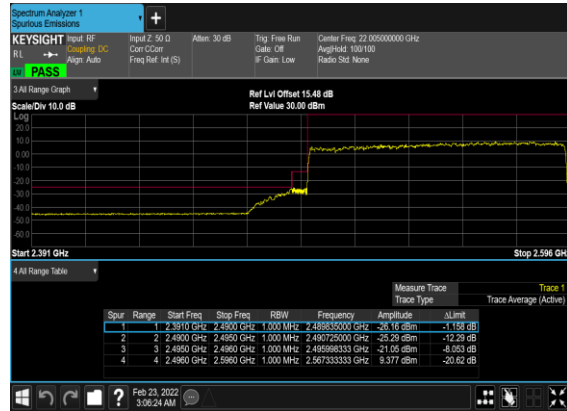 Spectrum Analyzer 1
Spurious Emissions
+
KEYSIGHT Input: RF Input Z: 50 Ω Atten: 30 dB Trig: Free Run Center Freq: 22.005000000 GHz
RL Coupling: DC Corr CCorr Gate: Off Avg|Hold: 100/100
Align: Auto Freq Ref: Int (S) IF Gain: Low Radio Std: None
PASS
3 All Range Graph Ref Lvl Offset 15.48 dB
Scale/Div 10.0 dB Ref Value 30.00 dBm
Log
20.0
10.0
0.00
-10.0
-20.0
-30.0
-40.0
-50.0
-60.0
Start 2.391 GHz Stop 2.596 GH
4 All Range Table
Measure Trace Trace 1
Trace Type Trace Average (Active)
Spur Range Start Freq Stop Freq RBW Frequency Amplitude ΔLimit
1 1 2.3910 GHz 2.4900 GHz 1.000 MHz 2.489835000 GHz -26.16 dBm -1.158 dB
2 2 2.4900 GHz 2.4950 GHz 1.000 MHz 2.490725000 GHz -25.29 dBm -12.29 dB
3 3 2.4950 GHz 2.4960 GHz 1.000 MHz 2.495998333 GHz -21.05 dBm -8.053 dB
4 4 2.4960 GHz 2.5960 GHz 1.000 MHz 2.567333333 GHz 9.377 dBm -20.62 dB
? Feb 23, 2022
3:06:24 AM